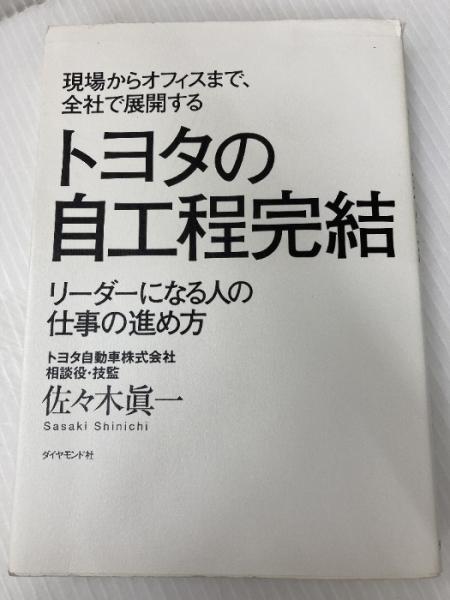 現場からオフィスまで、
全社で展開する
トヨタの
自工程完結
リーダーになる人の
仕事の進め方
トヨタ自動車株式会社
相談役・技監
佐々木眞一
Sasaki Shinichi
ダイヤモンド社